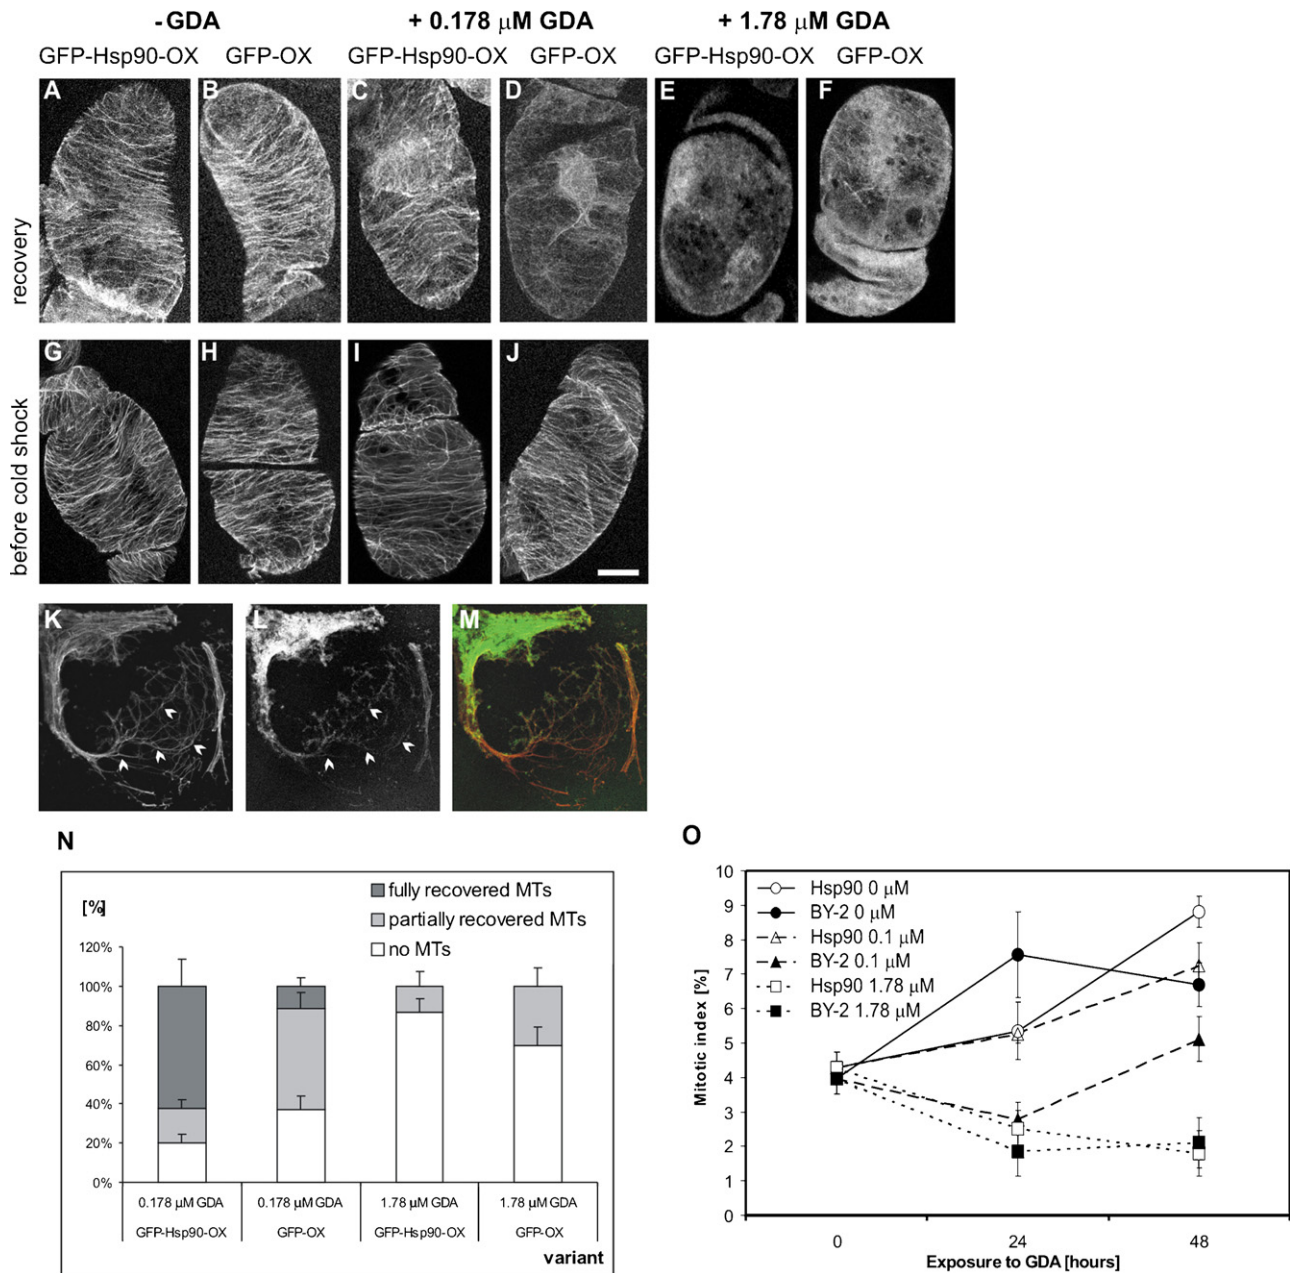 - GDA
+ 0.178 μM GDA
+ 1.78 μM GDA
GFP-Hsp90-OX
GFP-OX
GFP-Hsp90-OX
GFP-OX
GFP-Hsp90-OX
GFP-OX
A
B
C
D
E
F
recovery
G
H
I
J
before cold shock
K
L
M
N
[%]
fully recovered MTs
partially recovered MTs
no MTs
120%
100%
80%
60%
40%
20%
0%
0.178 μM GDA
0.178 μM GDA
1.78 μM GDA
1.78 μM GDA
GFP-Hsp90-OX
GFP-OX
GFP-Hsp90-OX
GFP-OX
variant
O
Mitotic index [%]
10
9
8
7
6
5
4
3
2
1
0
Hsp90 0 μM
BY-2 0 μM
Hsp90 0.1 μM
BY-2 0.1 μM
Hsp90 1.78 μM
BY-2 1.78 μM
0
24
48
Exposure to GDA [hours]